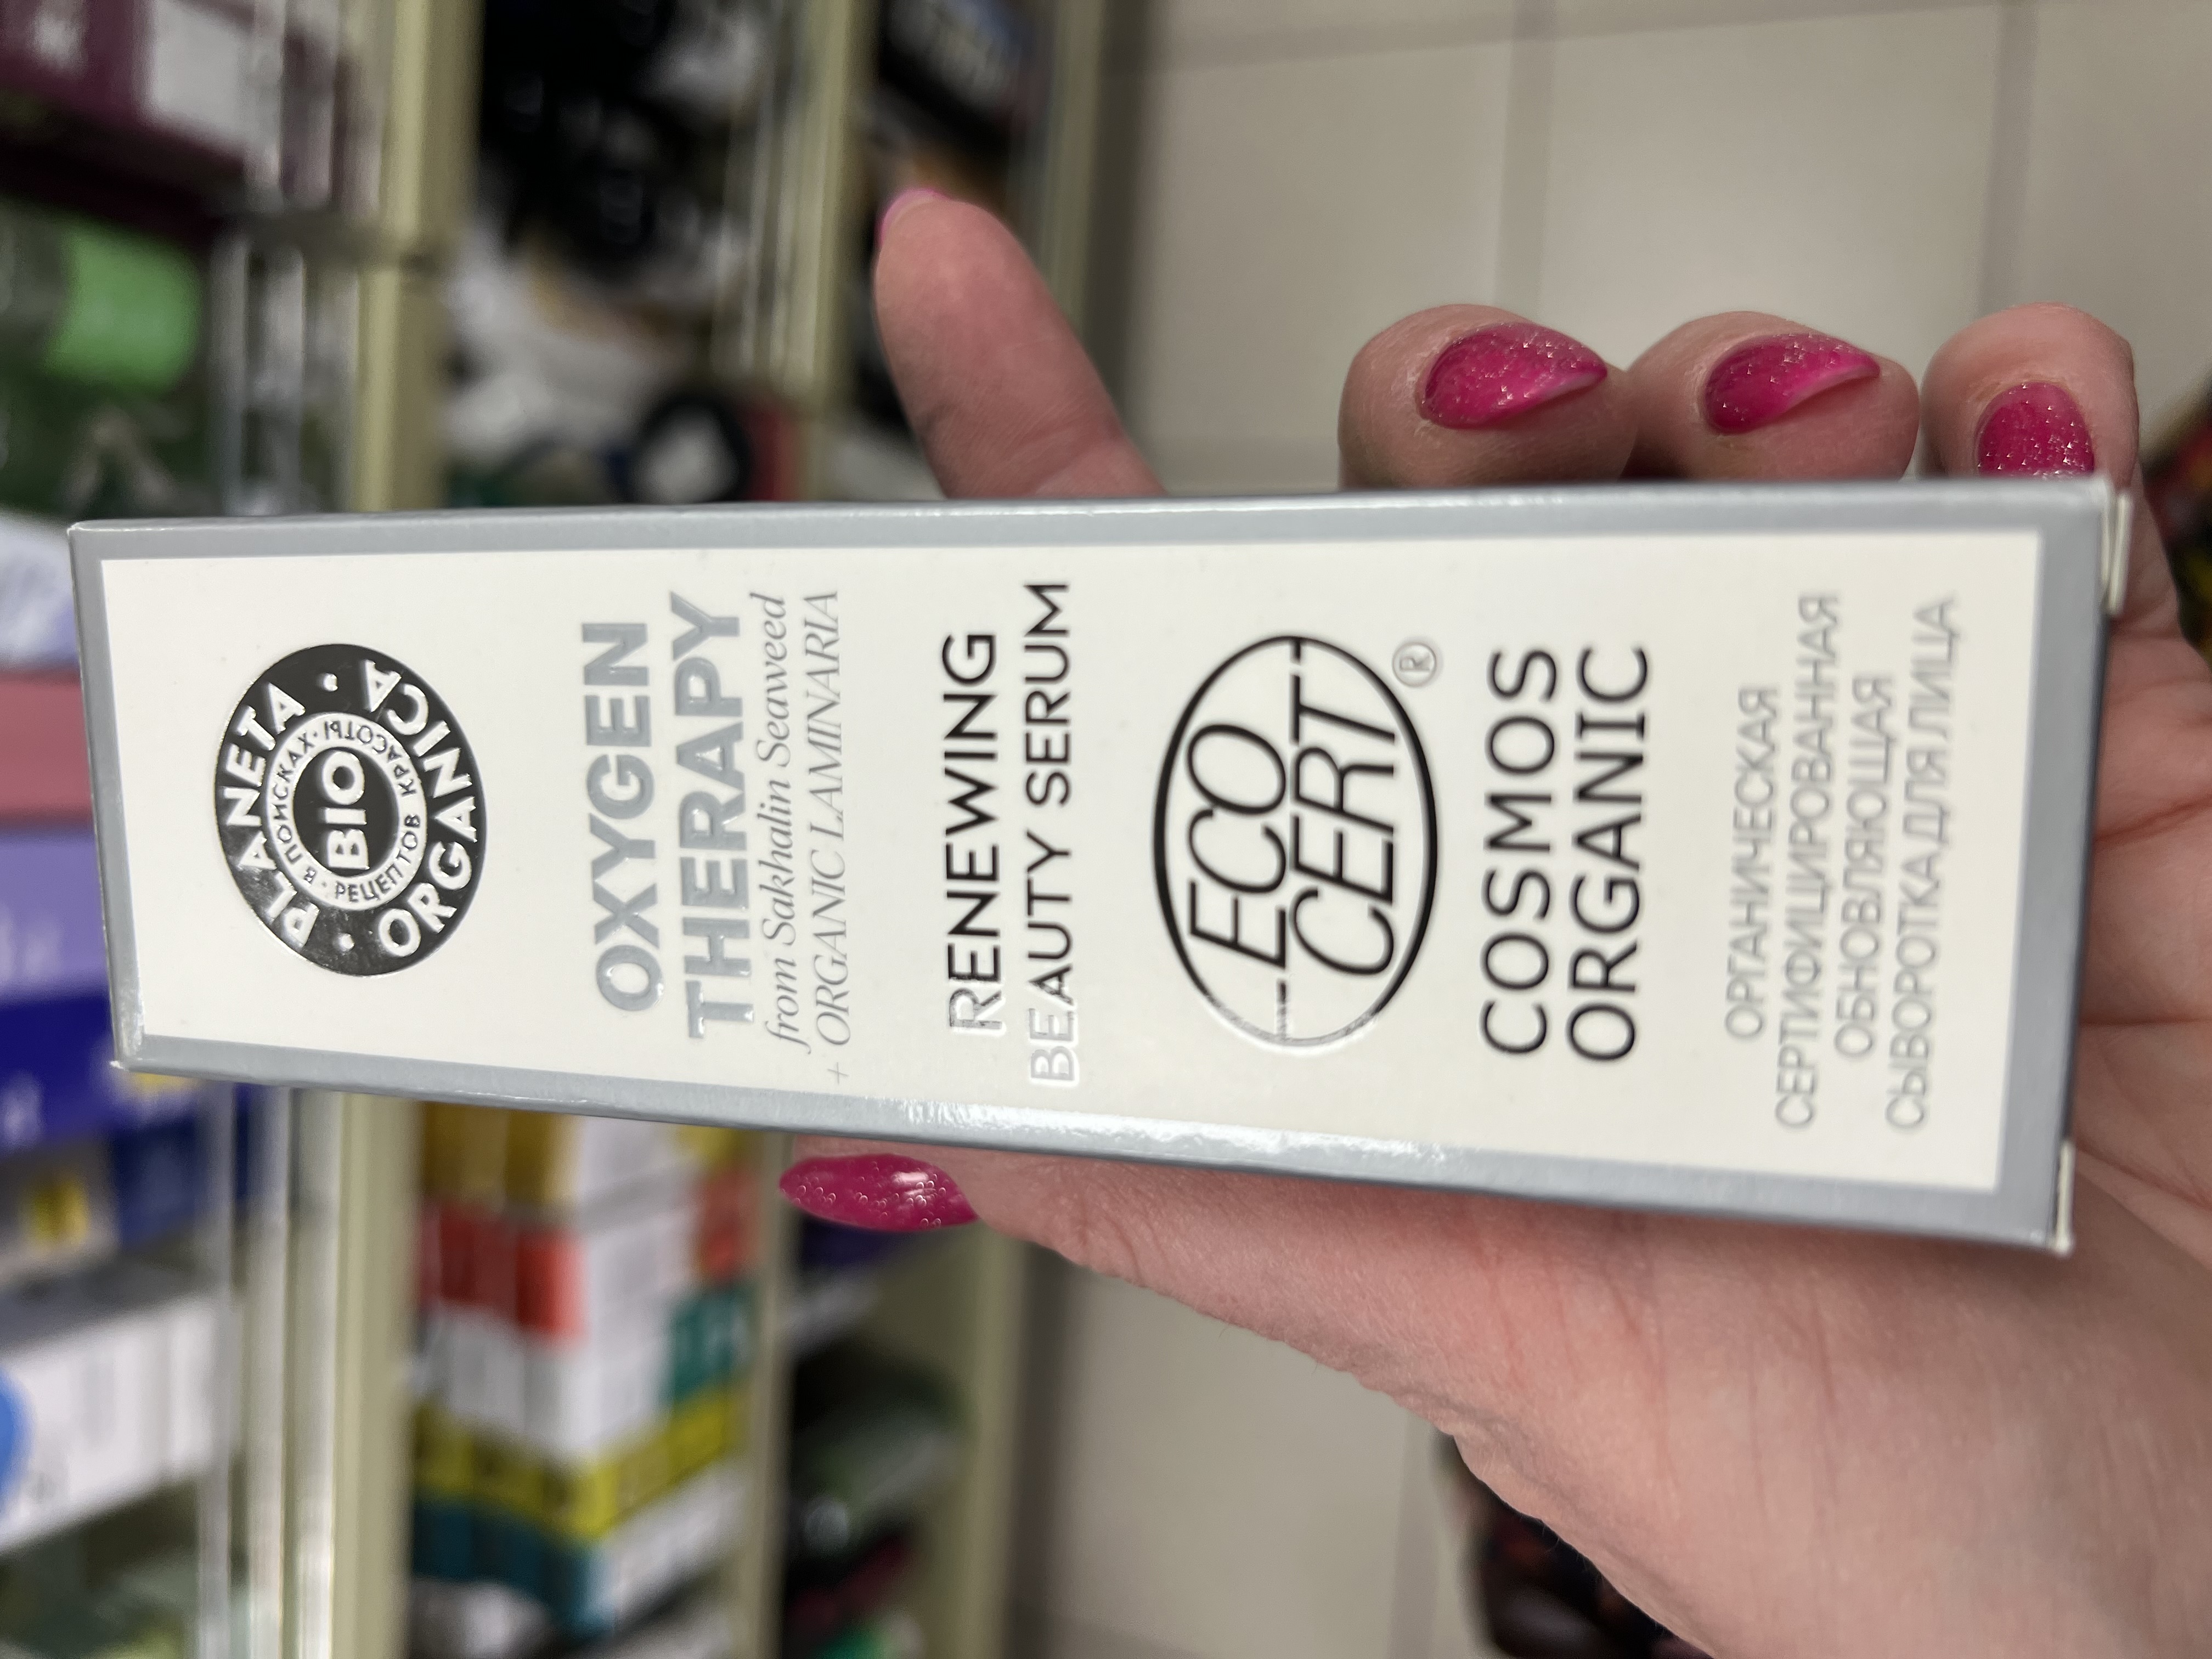 PLANETA
ORGANICA
В ПОИСКАХ
РЕЦЕПТОВ КРАСОТЫ
BIO
OXYGEN
THERAPY
from Sakhalin Seaweed
+ ORGANIC LAMINARIA
RENEWING
BEAUTY SERUM
ECO
CERT
®
COSMOS
ORGANIC
ОРГАНИЧЕСКАЯ
СЕРТИФИЦИРОВАННАЯ
ОБНОВЛЯЮЩАЯ
СЫВОРОТКА ДЛЯ ЛИЦА